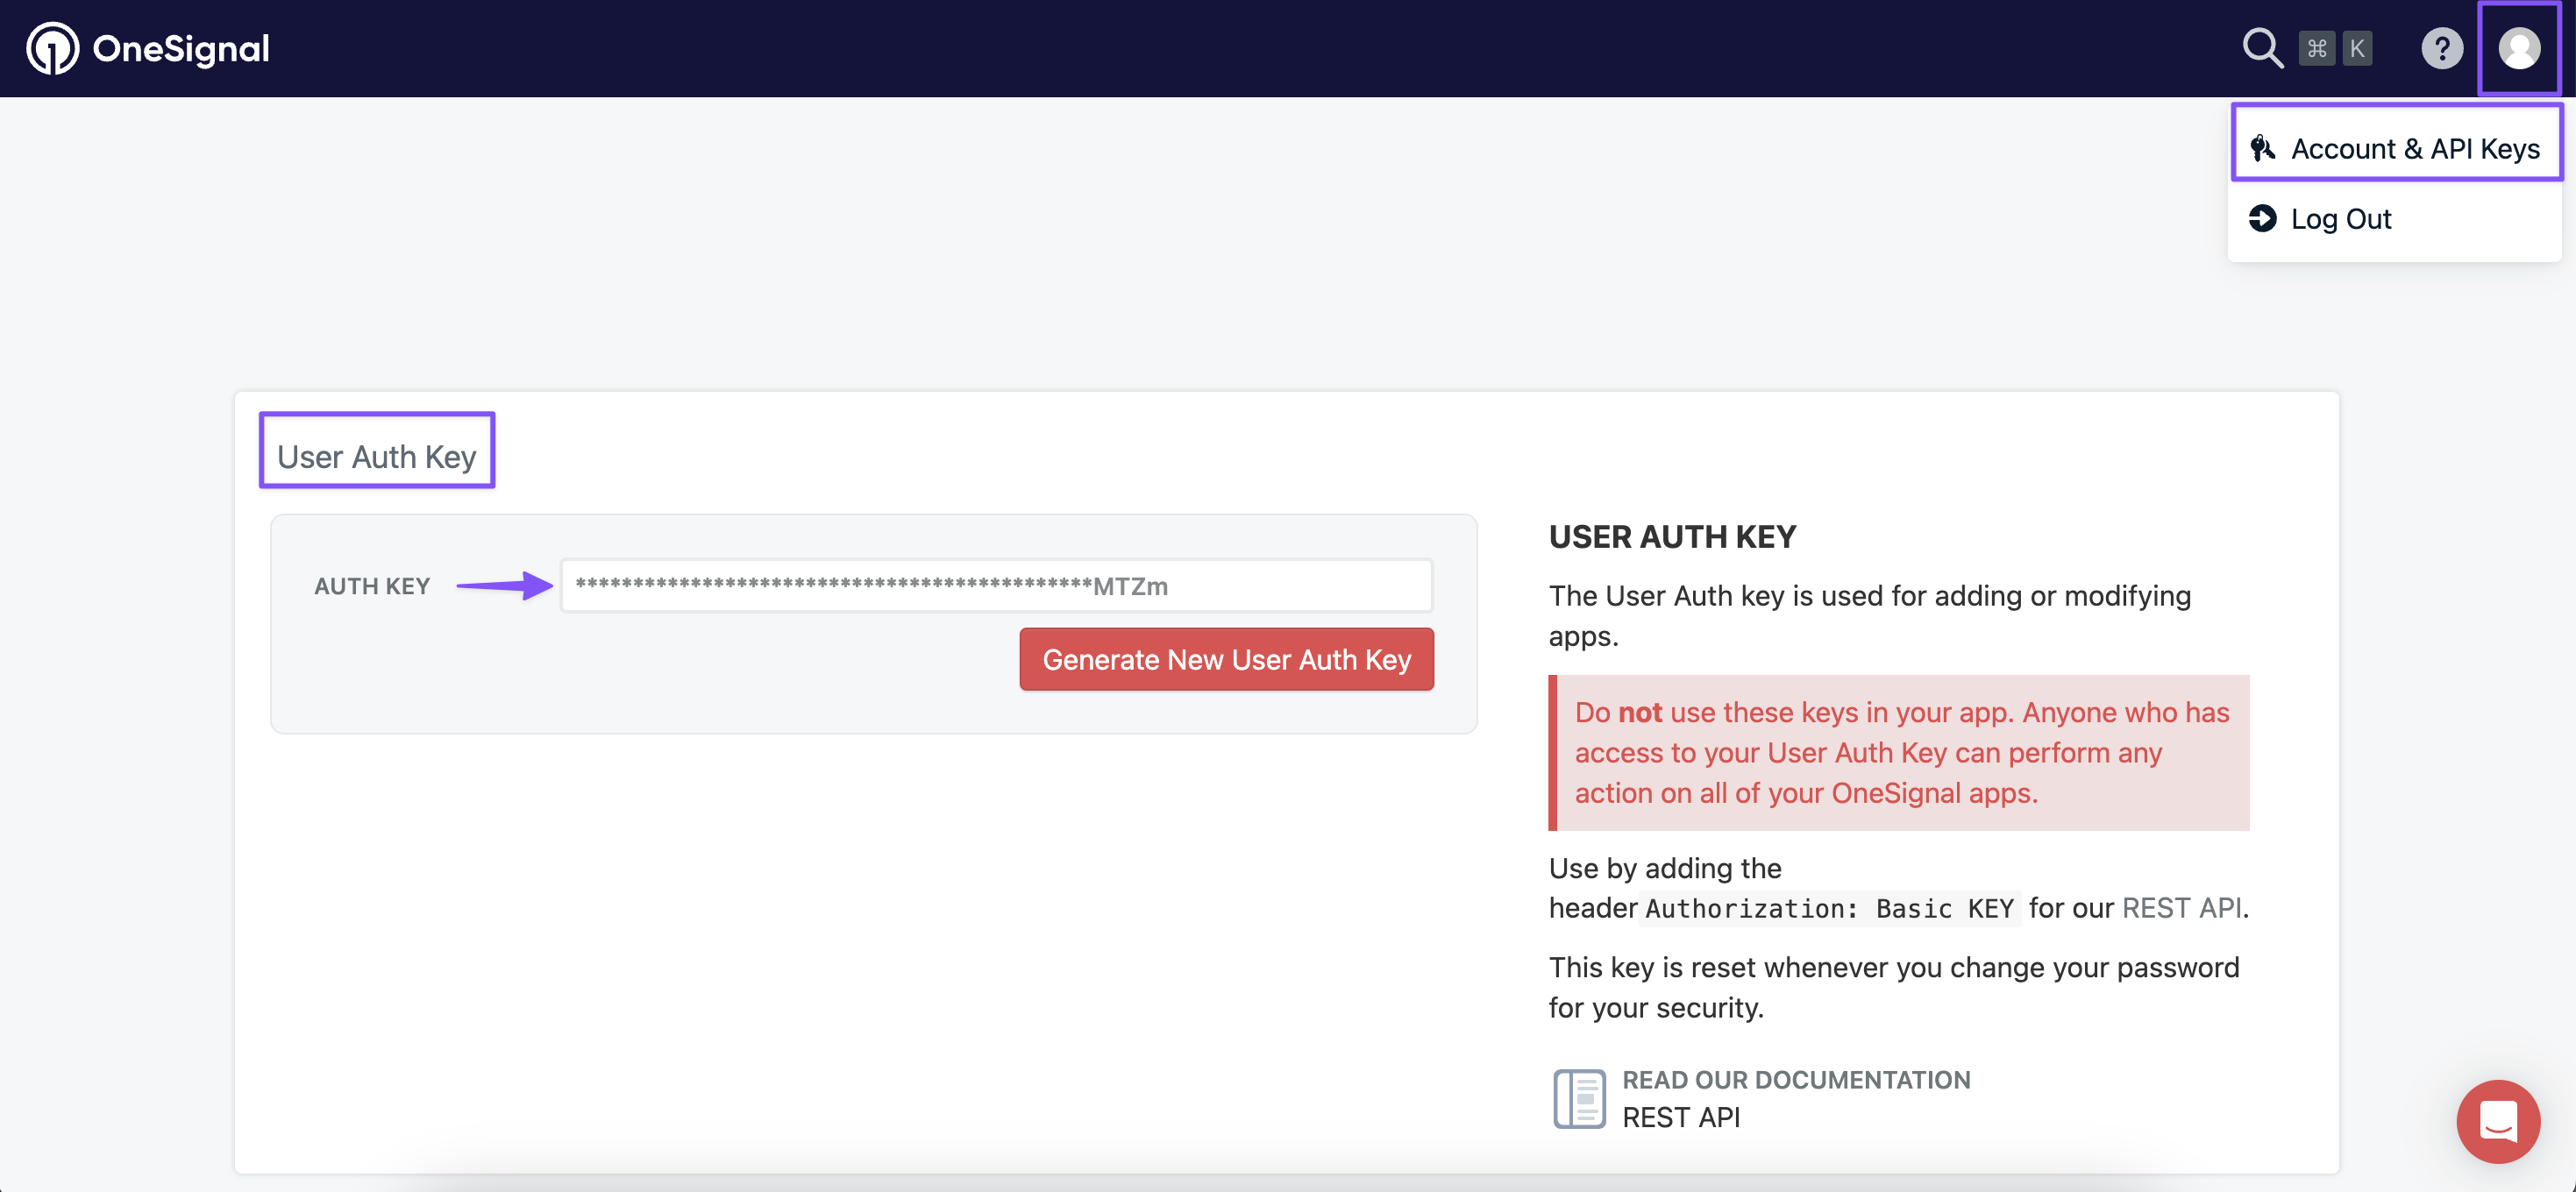 OneSignal
⌘ K
?
Account & API Keys
Log Out
User Auth Key
AUTH KEY
*********************************************MTZm
Generate New User Auth Key
USER AUTH KEY
The User Auth key is used for adding or modifying
apps.
Do not use these keys in your app. Anyone who has
access to your User Auth Key can perform any
action on all of your OneSignal apps.
Use by adding the
header Authorization: Basic KEY for our REST API.
This key is reset whenever you change your password
for your security.
READ OUR DOCUMENTATION
REST API